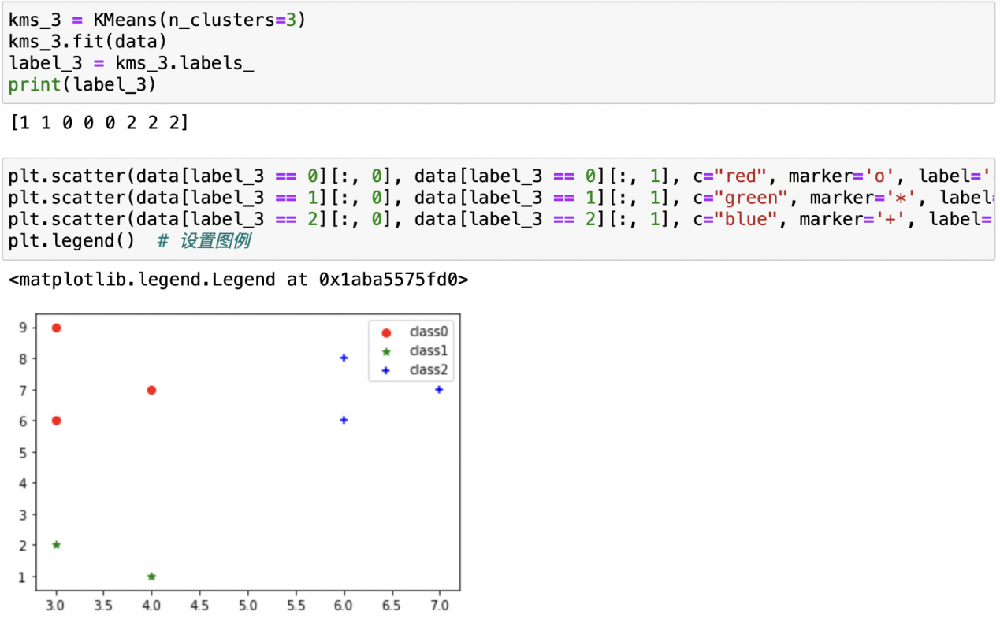 kms_3 = KMeans(n_clusters=3)
kms_3.fit(data)
label_3 = kms_3.labels_
print(label_3)
[1 1 0 0 0 2 2 2]
plt.scatter(data[label_3 == 0][:, 0], data[label_3 == 0][:, 1], c="red", marker='o', label='
plt.scatter(data[label_3 == 1][:, 0], data[label_3 == 1][:, 1], c="green", marker='*', label=
plt.scatter(data[label_3 == 2][:, 0], data[label_3 == 2][:, 1], c="blue", marker='+', label=
plt.legend()  # 设置图例
<matplotlib.legend.Legend at 0x1aba5575fd0>
class0
class1
class2
9
8
7
6
5
4
3
2
1
3.0 3.5 4.0 4.5 5.0 5.5 6.0 6.5 7.0